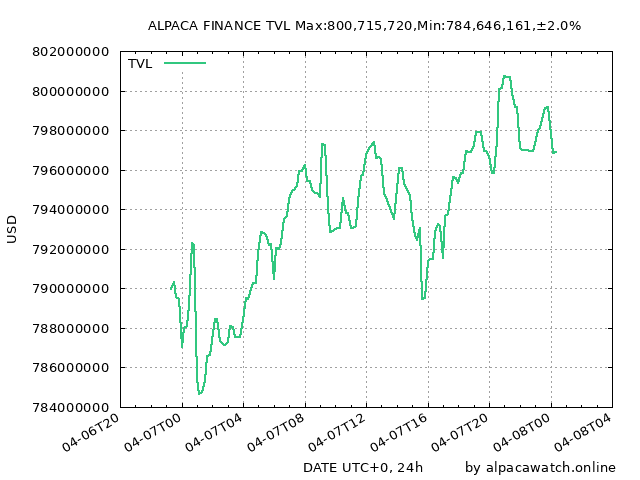 ALPACA FINANCE TVL Max:800,715,720,Min:784,646,161,±2.0%
802000000
TVL
800000000
798000000
796000000
794000000
USD
792000000
790000000
788000000
786000000
784000000
04-06T20 04-07T00 04-07T04 04-07T08 04-07T12 04-07T16 04-07T20 04-08T00 04-08T04
DATE UTC+0, 24h by alpacawatch.online